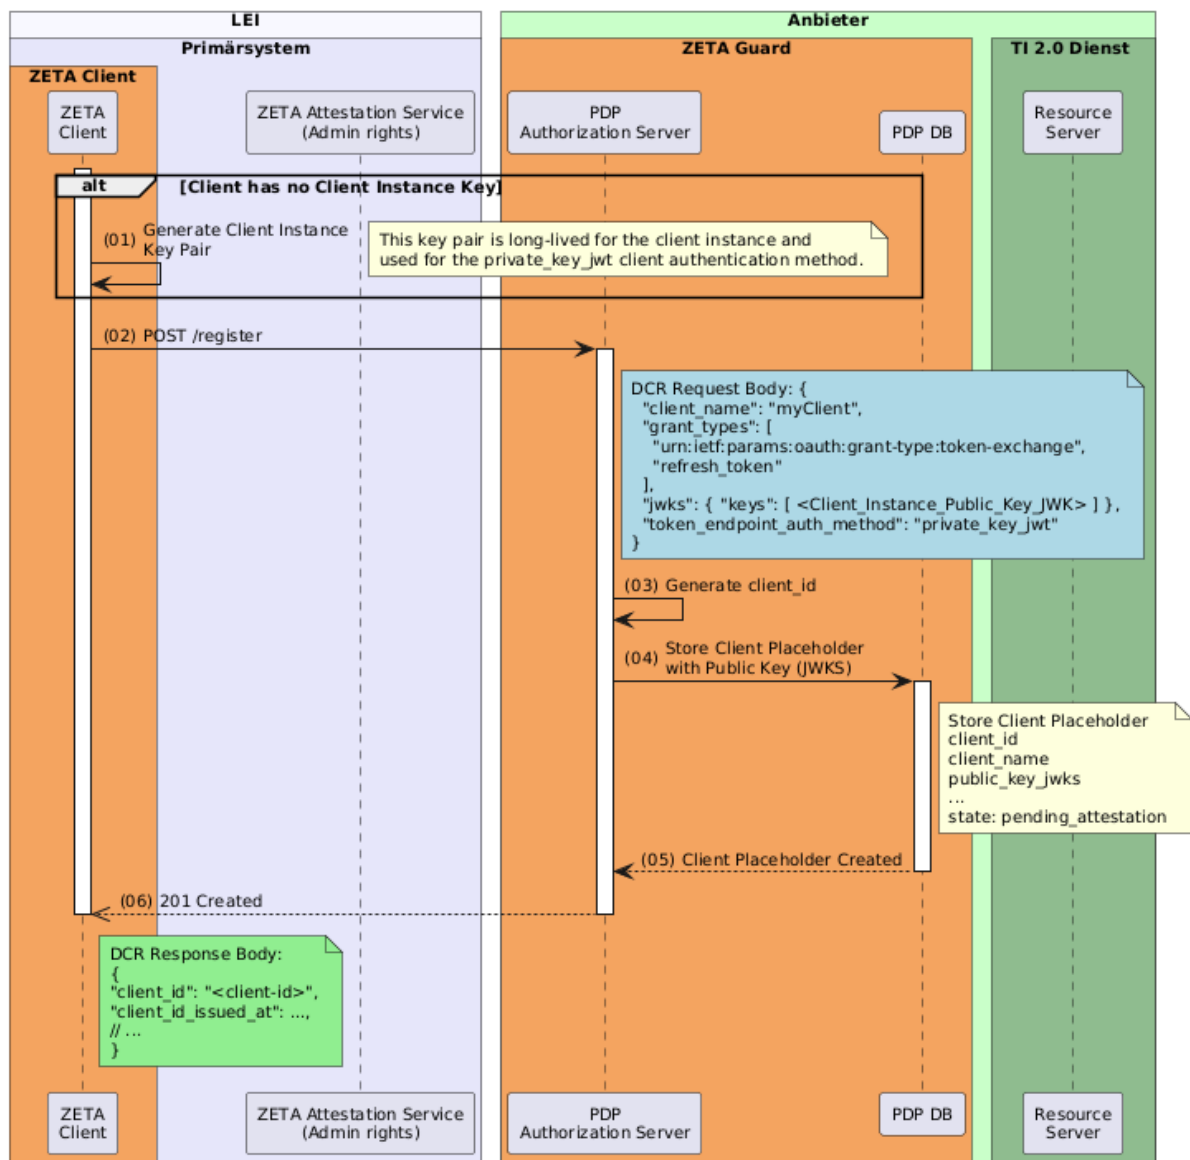 LEI
Anbieter
Primärsystem
ZETA Guard
TI 2.0 Dienst
ZETA Client
ZETA
Client
ZETA Attestation Service
(Admin rights)
PDP
Authorization Server
PDP DB
Resource
Server
alt
[Client has no Client Instance Key]
(01) Generate Client Instance
Key Pair
This key pair is long-lived for the client instance and
used for the private_key_jwt client authentication method.
(02) POST /register
DCR Request Body: {
"client_name": "myClient",
"grant_types": [
"urn:ietf:params:oauth:grant-type:token-exchange",
"refresh_token"
],
"jwks": { "keys": [ <Client_Instance_Public_Key_JWK> ] },
"token_endpoint_auth_method": "private_key_jwt"
}
(03) Generate client_id
(04) Store Client Placeholder
with Public Key (JWKS)
Store Client Placeholder
client_id
client_name
public_key_jwks
...
state: pending_attestation
(05) Client Placeholder Created
(06) 201 Created
DCR Response Body:
{
"client_id": "<client-id>",
"client_id_issued_at": ...,
// ...
}
ZETA
Client
ZETA Attestation Service
(Admin rights)
PDP
Authorization Server
PDP DB
Resource
Server